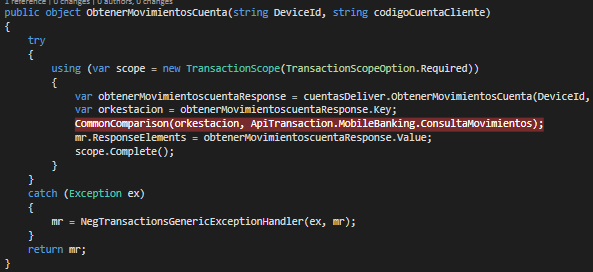 1 reference | 0 changes | 0 authors, 0 changes
public object ObtenerMovimientosCuenta(string DeviceId, string codigoCuentaCliente)
{
try
{
using (var scope = new TransactionScope(TransactionScopeOption.Required))
{
var obtenerMovimientoscuentaResponse = cuentasDeliver.ObtenerMovimientosCuenta(DeviceId,
var orkestacion = obtenerMovimientoscuentaResponse.Key;
CommonComparison(orkestacion, ApiTransaction.MobileBanking.ConsultaMovimientos);
mr.ResponseElements = obtenerMovimientoscuentaResponse.Value;
scope.Complete();
}
}
catch (Exception ex)
{
mr = NegTransactionsGenericExceptionHandler(ex, mr);
}
return mr;
}